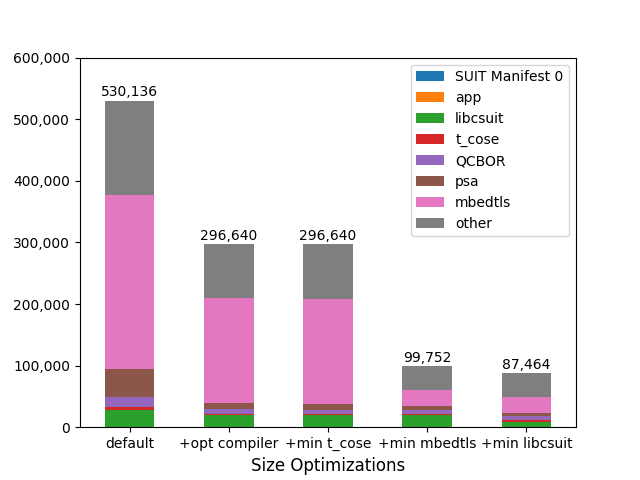 600,000
500,000
400,000
300,000
200,000
100,000
0
530,136
296,640
296,640
99,752
87,464
SUIT Manifest 0
app
libcsuit
t_cose
QCBOR
psa
mbedtls
other
default
+opt compiler
+min t_cose
+min mbedtls
+min libcsuit
Size Optimizations